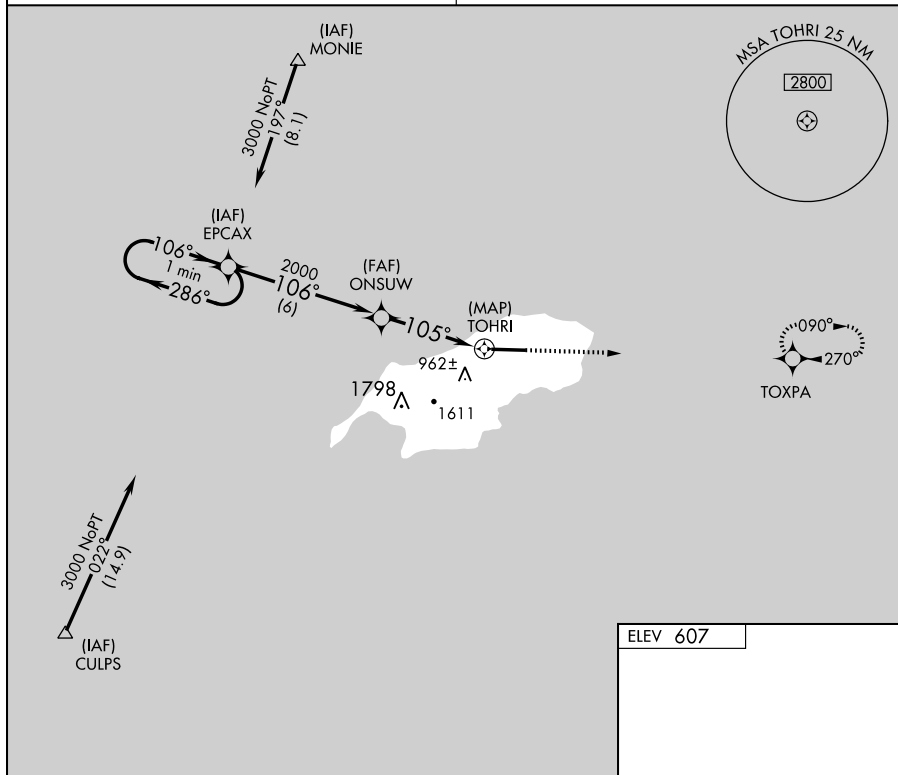 (IAF)
MONIE
MSA TOHRI 25 NM
2800
3000 NoPT
197°
(8.1)
(IAF)
EPCAX
106°
1 min
286°
2000
106°
(6)
(FAF)
ONSUW
105°
(MAP)
TOHRI
962±
1798
1611
090°
270°
TOXPA
3000 NoPT
022°
(14.9)
(IAF)
CULPS
ELEV 607